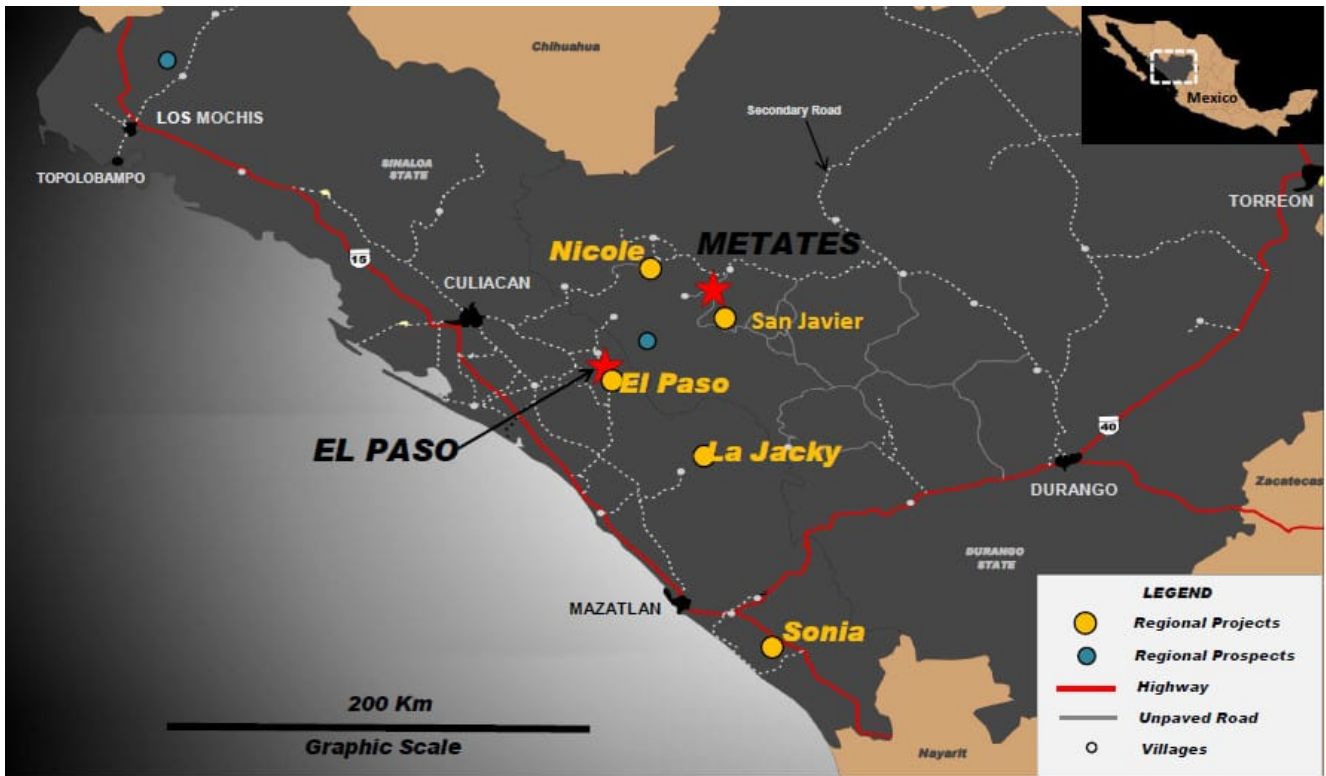 Chihuahua
Mexico
Secondary Road
LOS MOCHIS
TOPOLOBAMPO
SINALOA
STATE
TORREON
15
Nicole
METATES
CULIACAN
San Javier
El Paso
EL PASO
La Jacky
40
DURANGO
Zacatecas
DURANGO
STATE
MAZATLAN
Sonia
200 Km
Graphic Scale
Nayarit
LEGEND
Regional Projects
Regional Prospects
Highway
Unpaved Road
Villages